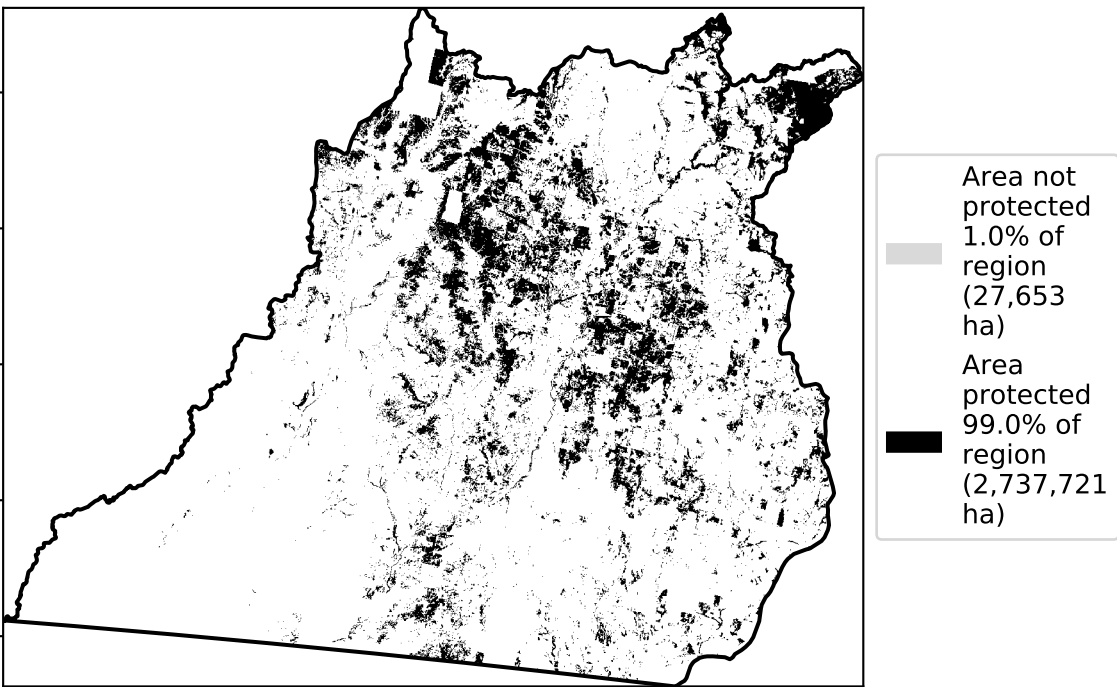 Area not
protected
1.0% of
region
(27,653
ha)
Area
protected
99.0% of
region
(2,737,721
ha)